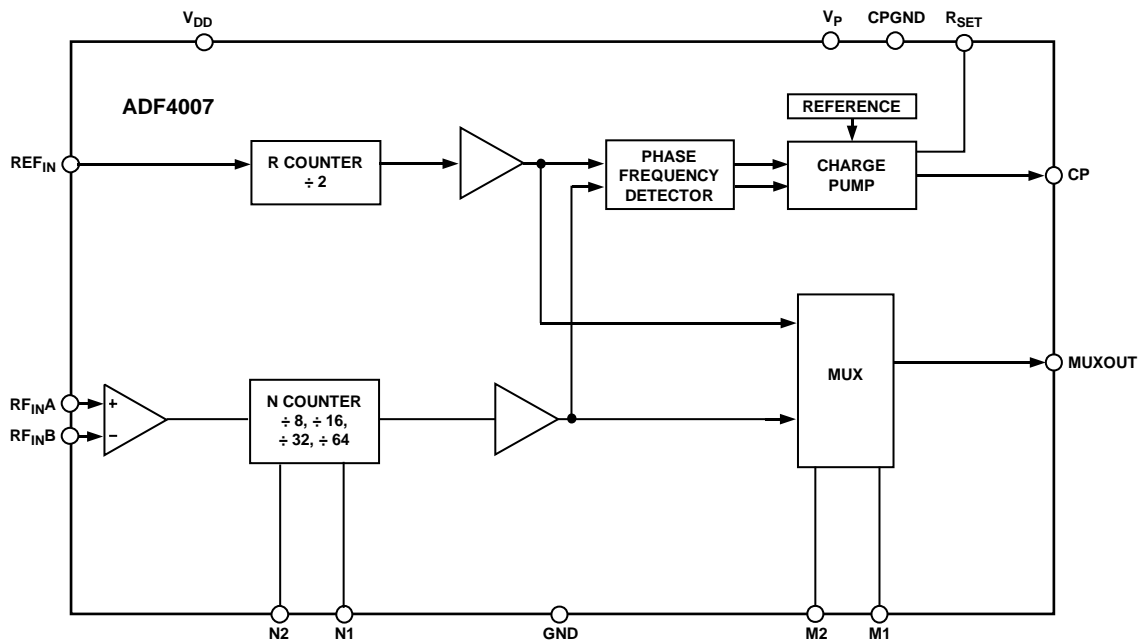 VDD
VP
CPGND
RSET
ADF4007
REFERENCE
REFIN
R COUNTER
÷ 2
PHASE
FREQUENCY
DETECTOR
CHARGE
PUMP
CP
MUX
MUXOUT
RFINA
+
RFINB
−
N COUNTER
÷ 8, ÷ 16,
÷ 32, ÷ 64
N2
N1
GND
M2
M1